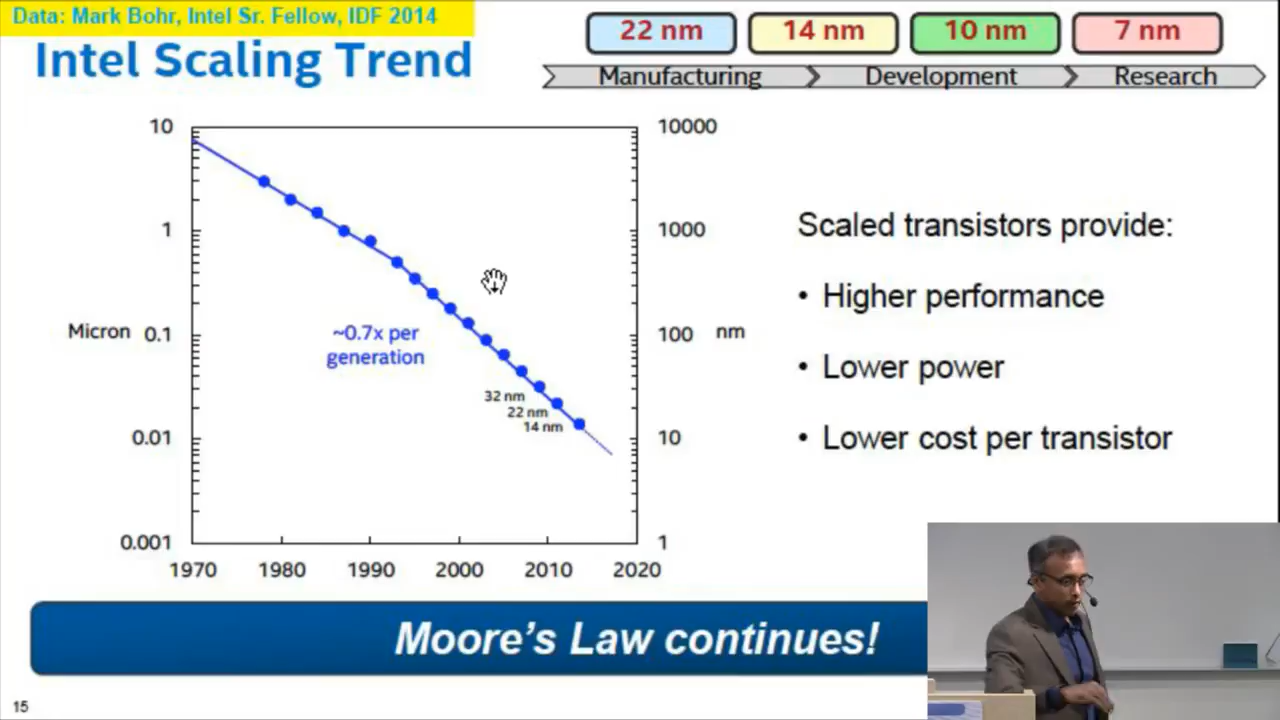 Data: Mark Bohr, Intel Sr. Fellow, IDF 2014
Intel Scaling Trend
22 nm
14 nm
10 nm
7 nm
Manufacturing
Development
Research
10
10000
1
1000
Micron
0.1
100
nm
0.01
10
0.001
1
~0.7x per
generation
32 nm
22 nm
14 nm
1970
1980
1990
2000
2010
2020
Scaled transistors provide:
• Higher performance
• Lower power
• Lower cost per transistor
Moore's Law continues!
15